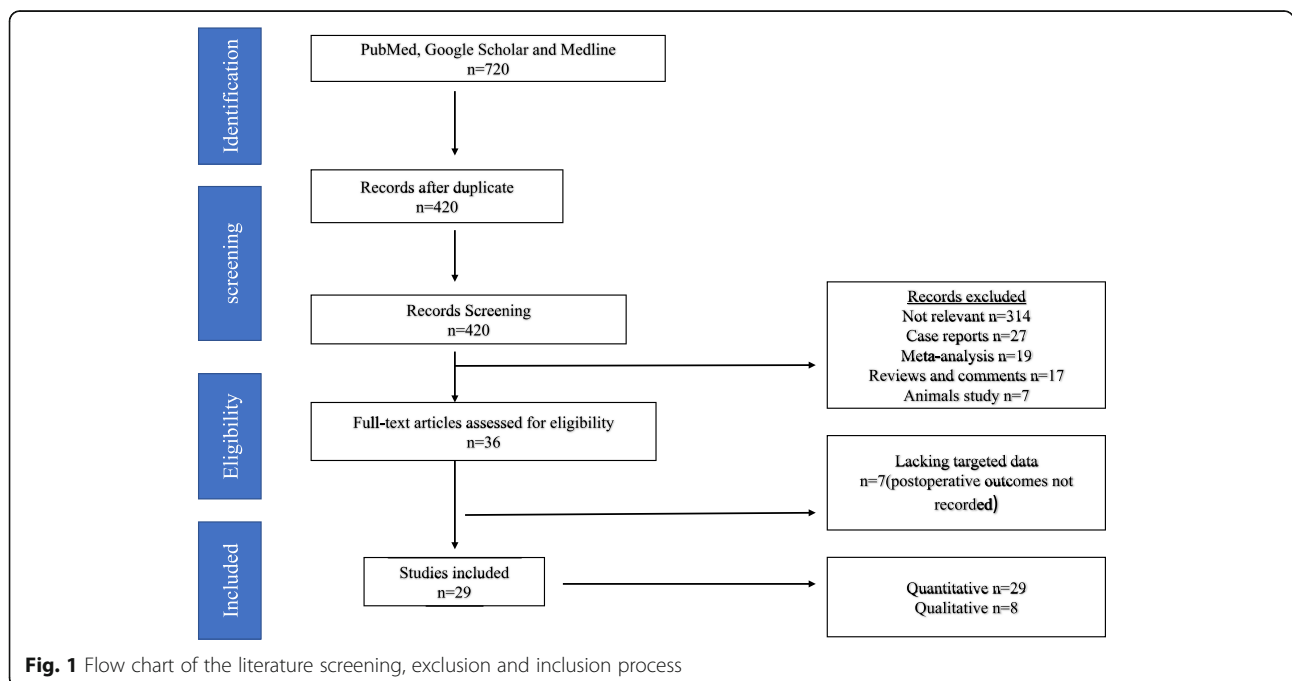 Identification
PubMed, Google Scholar and Medline
n=720
screening
Records after duplicate
n=420
Records Screening
n=420
Records excluded
Not relevant n=314
Case reports n=27
Meta-analysis n=19
Reviews and comments n=17
Animals study n=7
Eligibility
Full-text articles assessed for eligibility
n=36
Lacking targeted data
n=7(postoperative outcomes not
recorded)
Included
Studies included
n=29
Quantitative n=29
Qualitative n=8
Fig. 1 Flow chart of the literature screening, exclusion and inclusion process